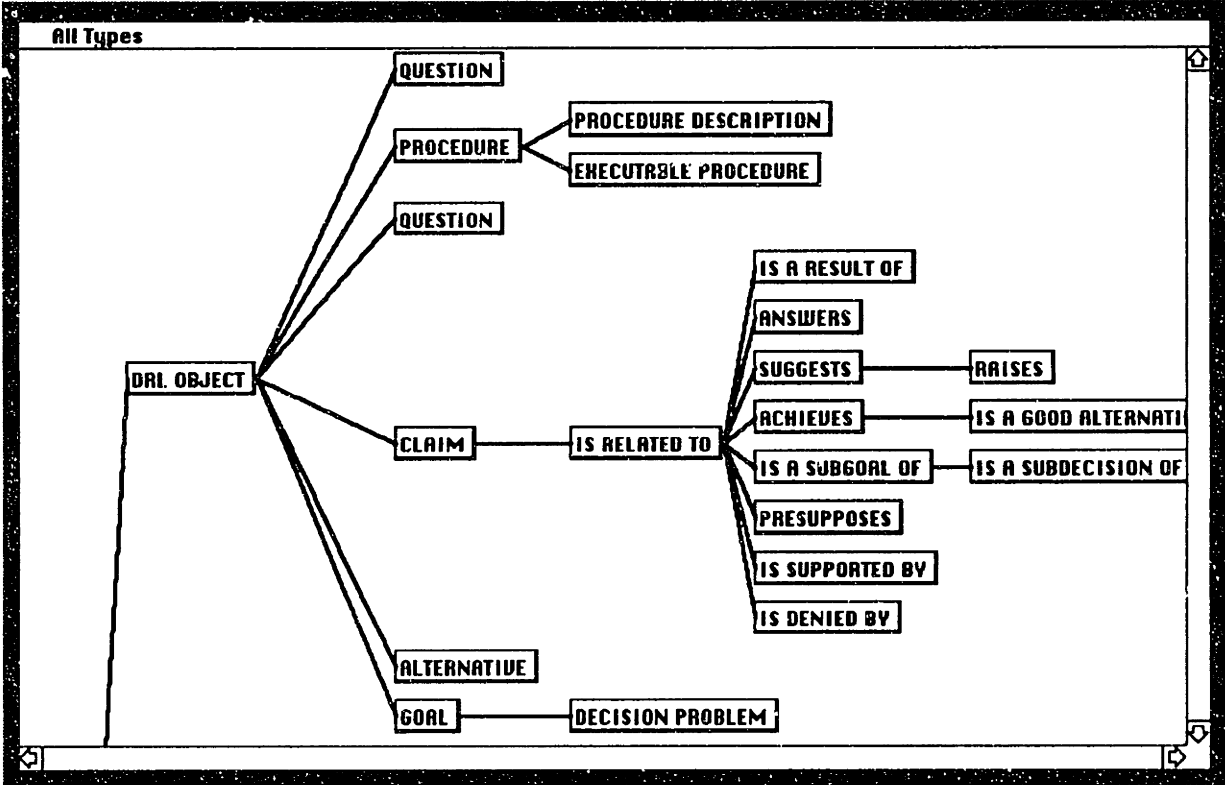 All Types
QUESTION
PROCEDURE DESCRIPTION
PROCEDURE
EXECUTABLE PROCEDURE
QUESTION
IS A RESULT OF
ANSWERS
SUGGESTS
RAISES
DRL OBJECT
ACHIEVES
IS A GOOD ALTERNATI
CLAIM
IS RELATED TO
IS A SUBGOAL OF
IS A SUBDECISION OF
PRESUPPOSES
IS SUPPORTED BY
IS DENIED BY
ALTERNATIVE
GOAL
DECISION PROBLEM